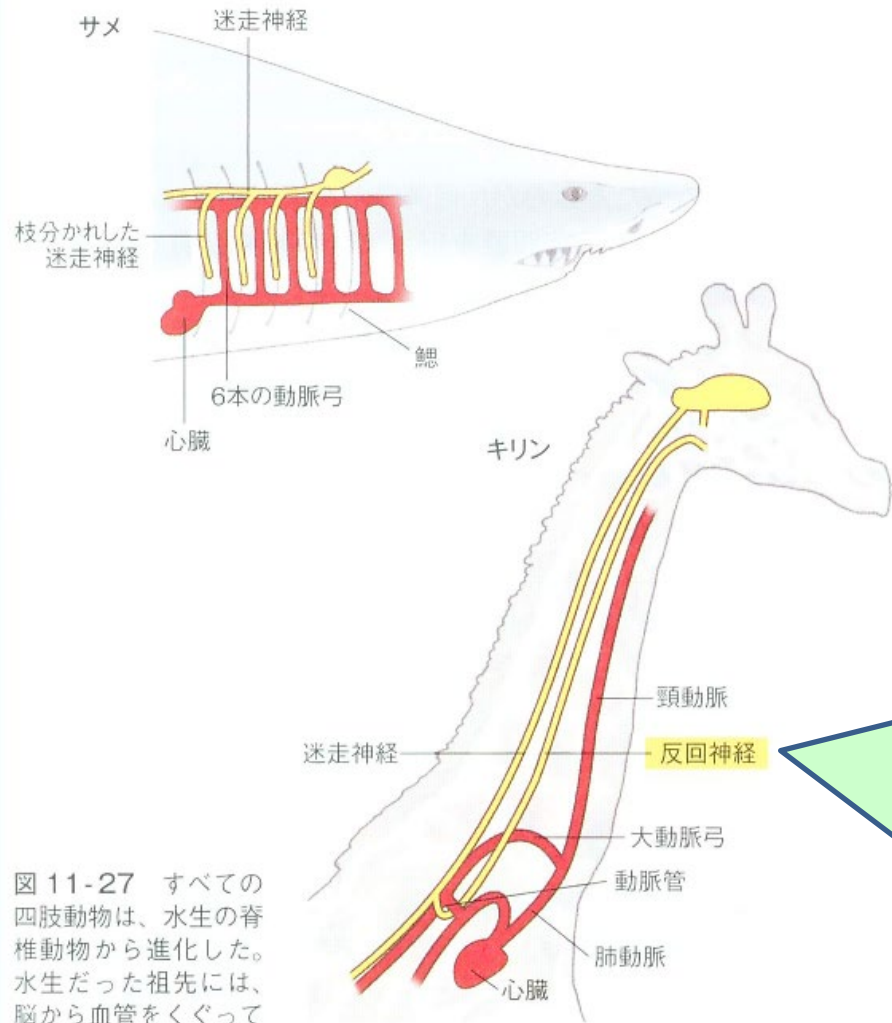 サメ
迷走神経
枝分かれした
迷走神経
鰓
6本の動脈弓
心臓
キリン
頸動脈
迷走神経
反回神経
大動脈弓
動脈管
肺動脈
心臓
図 11-27 すべての
四肢動物は、水生の脊
椎動物から進化した。
水生だった祖先には、
脳から血管をくぐって